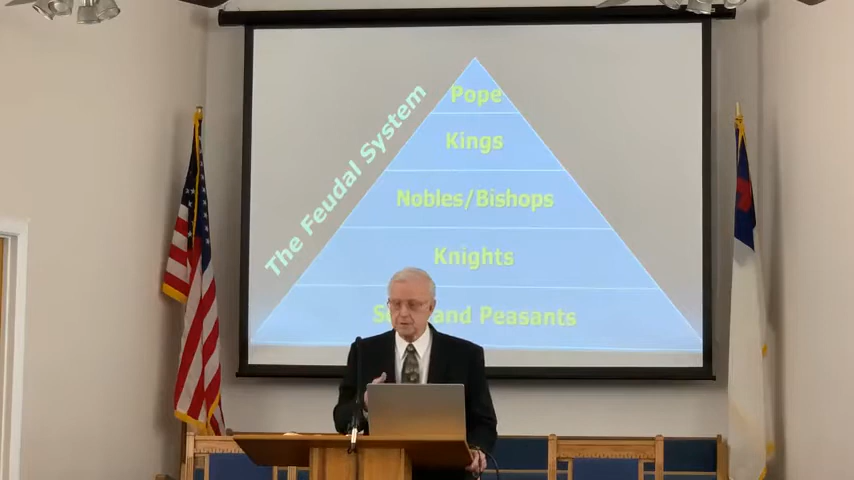 The Feudal System
Pope
Kings
Nobles/Bishops
Knights
and Peasants